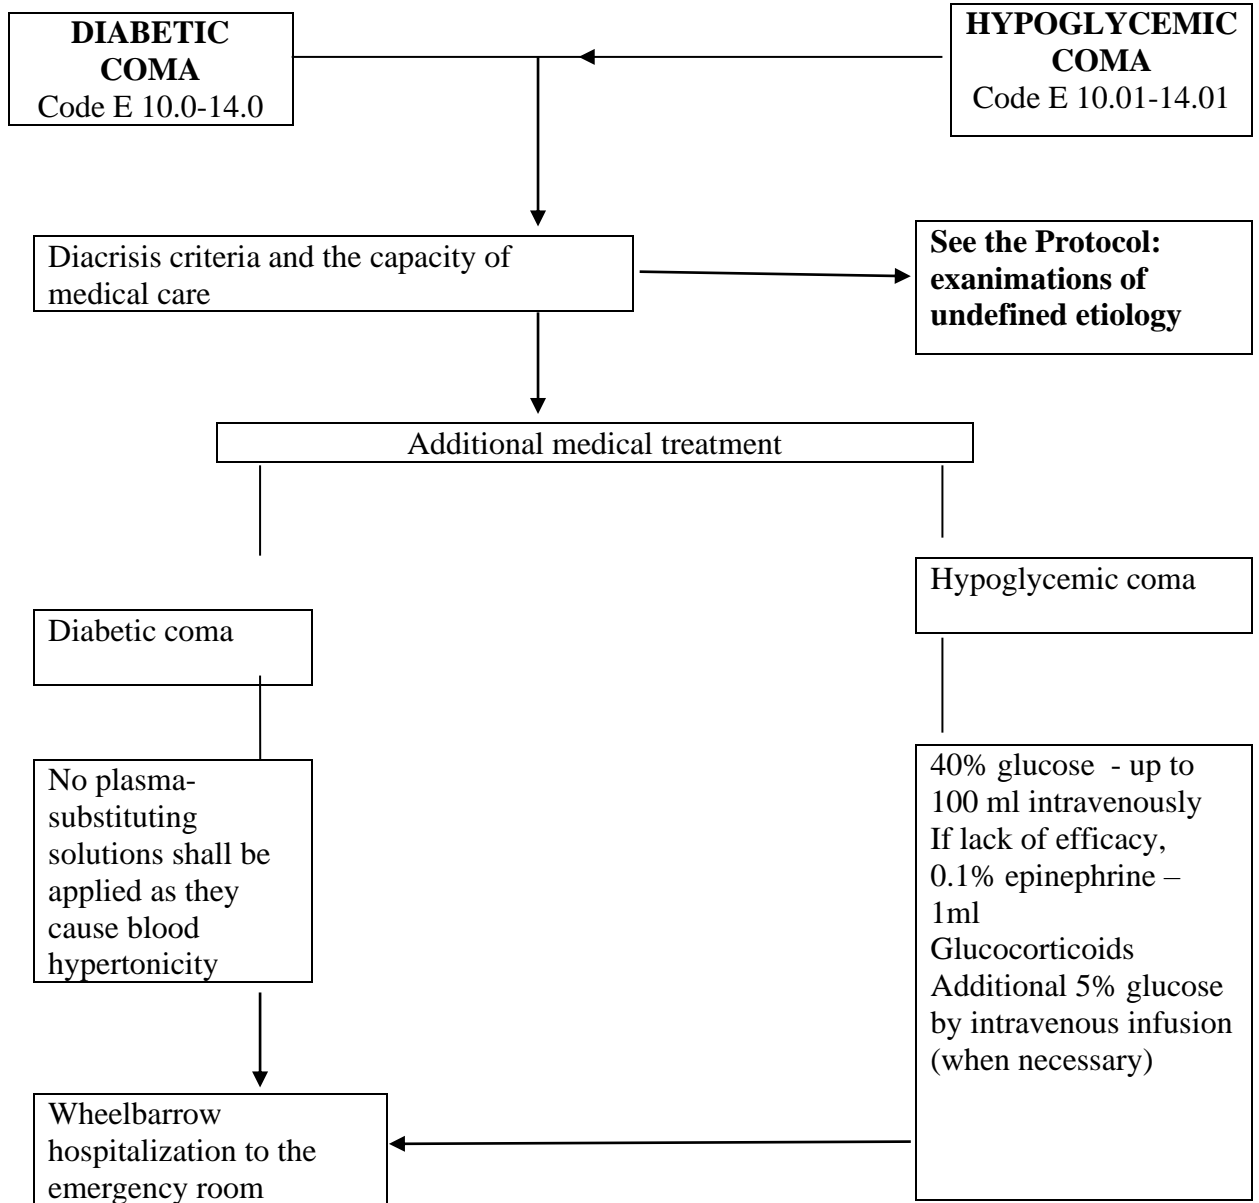 DIABETIC
COMA
Code E 10.0-14.0
HYPOGLYCEMIC
COMA
Code E 10.01-14.01
Diacrisis criteria and the capacity of
medical care
See the Protocol:
exanimations of
undefined etiology
Additional medical treatment
Hypoglycemic coma
Diabetic coma
No plasma-
substituting
solutions shall be
applied as they
cause blood
hypertonicity
40% glucose - up to
100 ml intravenously
If lack of efficacy,
0.1% epinephrine –
1ml
Glucocorticoids
Additional 5% glucose
by intravenous infusion
(when necessary)
Wheelbarrow
hospitalization to the
emergency room